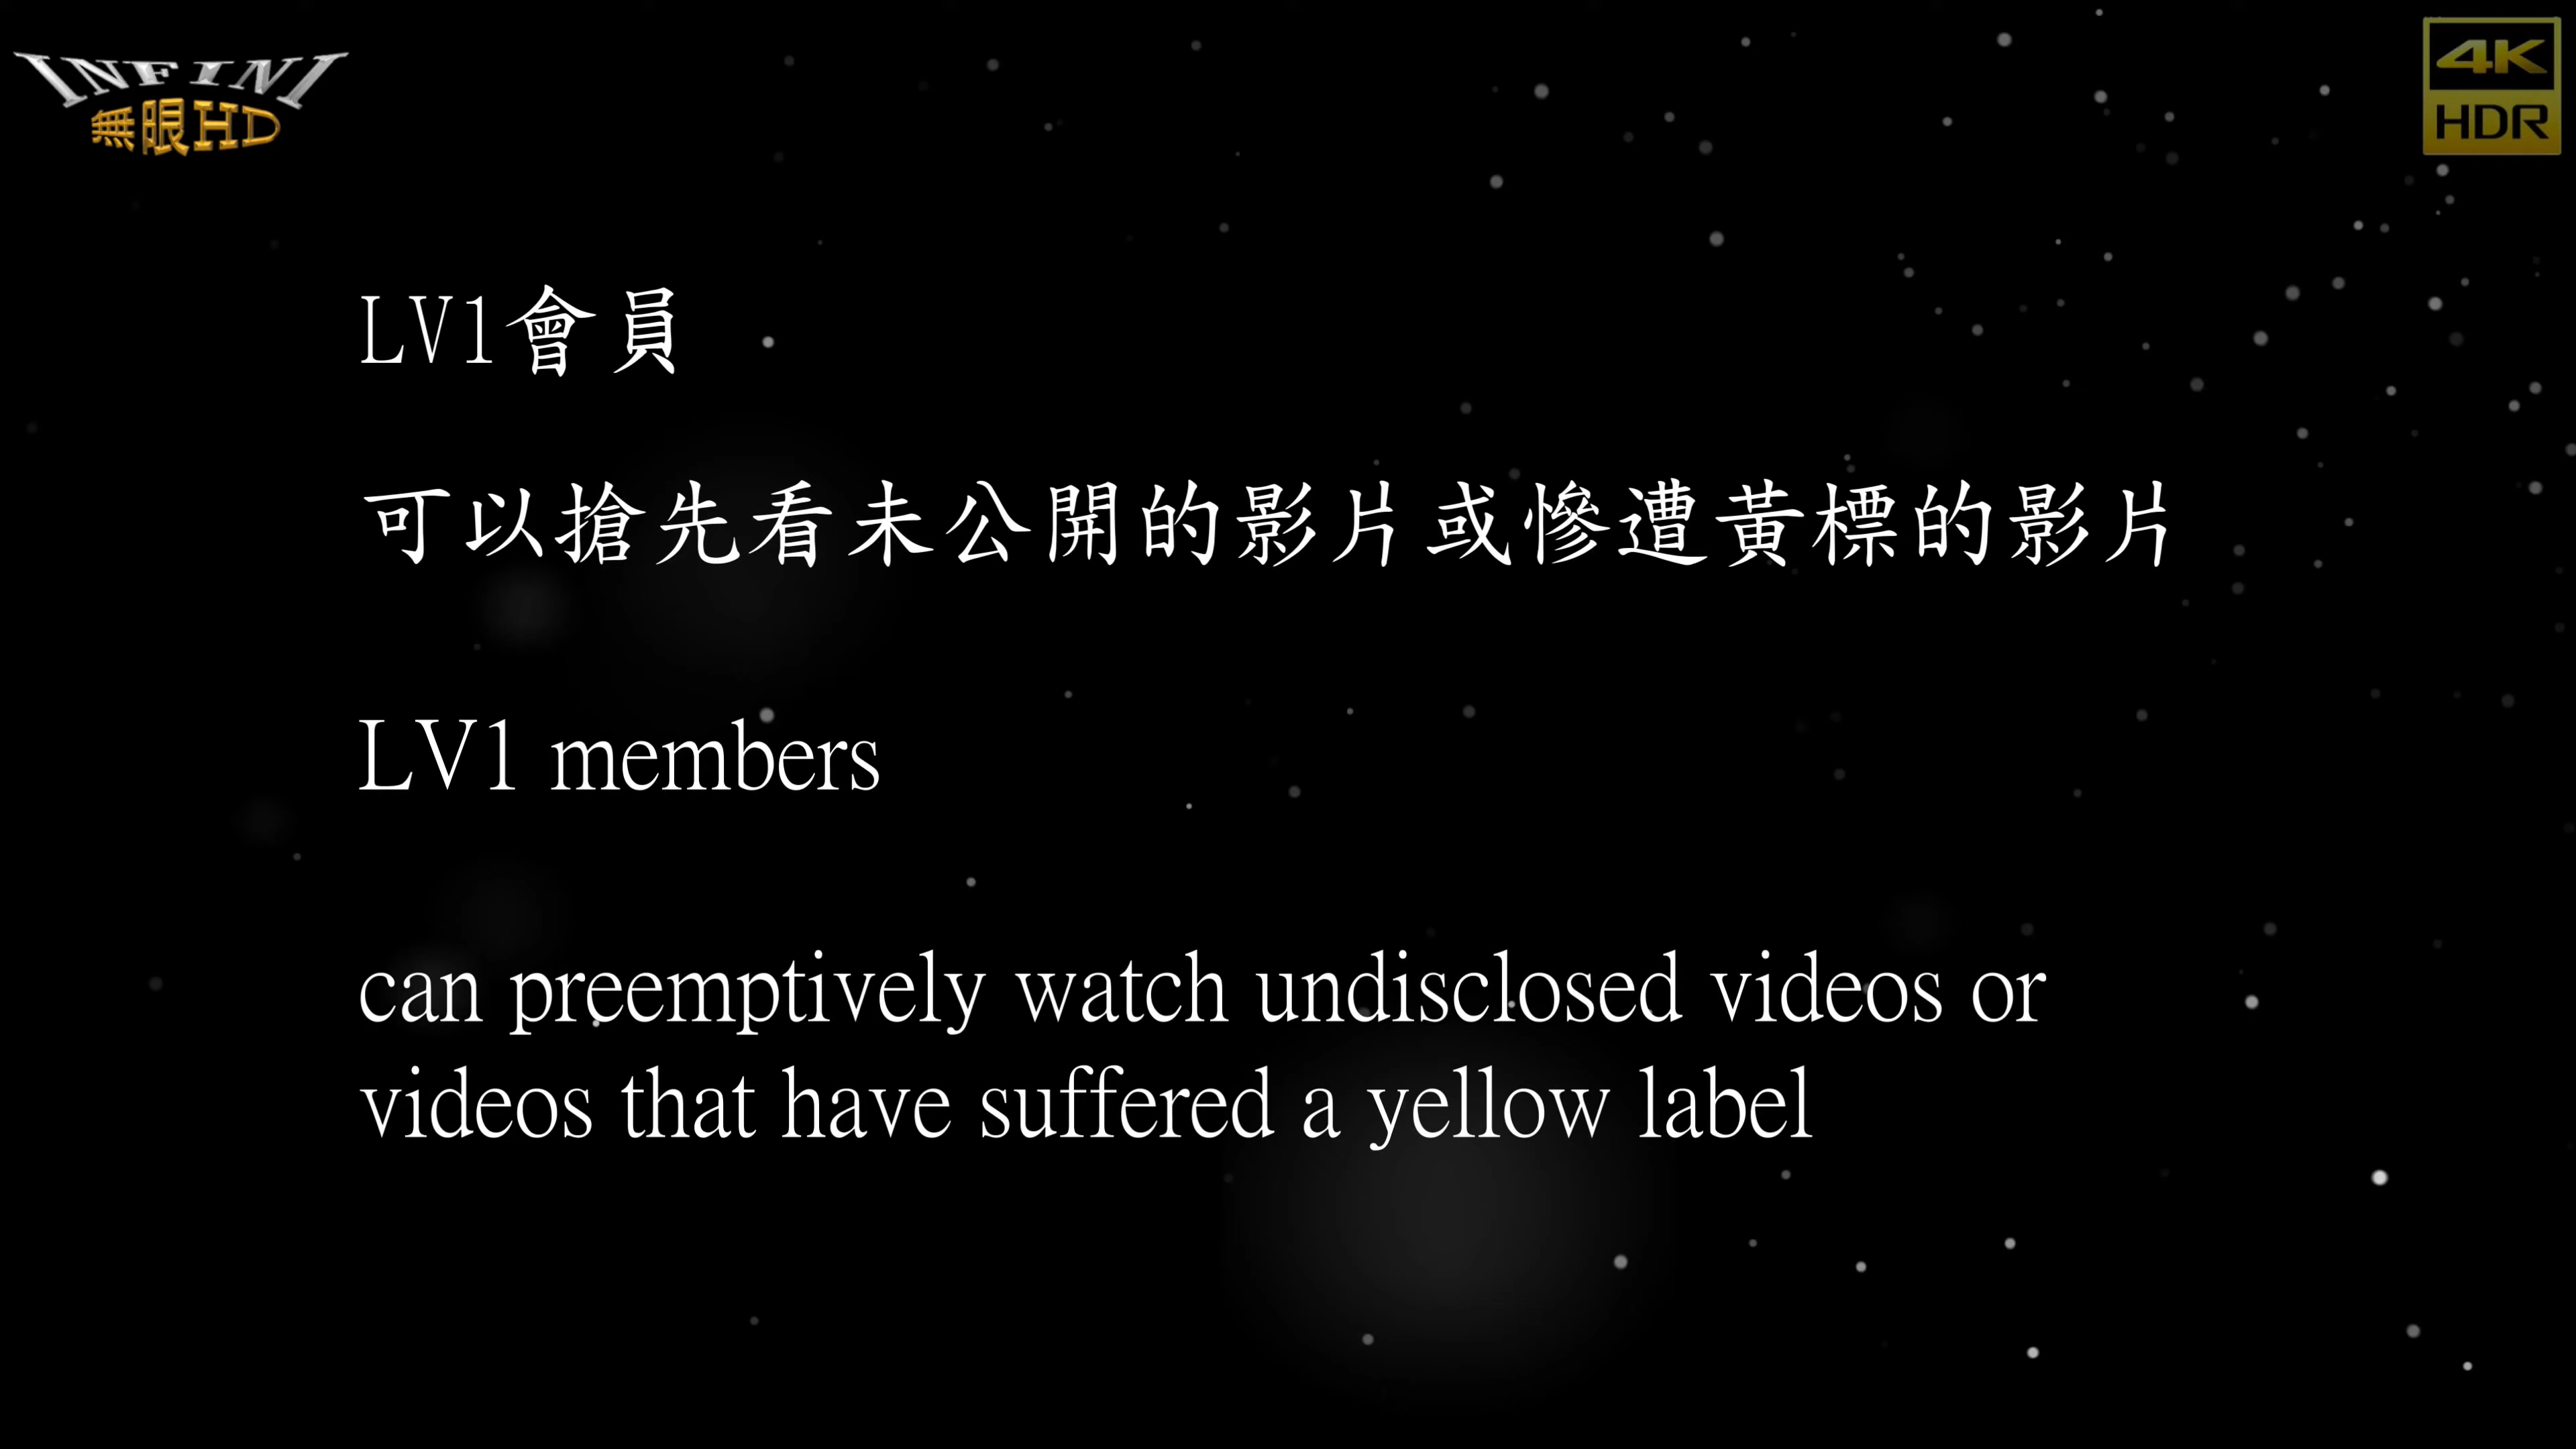 INFINI
無限HD
4K
HDR
LV1會員
可以搶先看未公開的影片或慘遭黃標的影片
LV1 members
can preemptively watch undisclosed videos or
videos that have suffered a yellow label